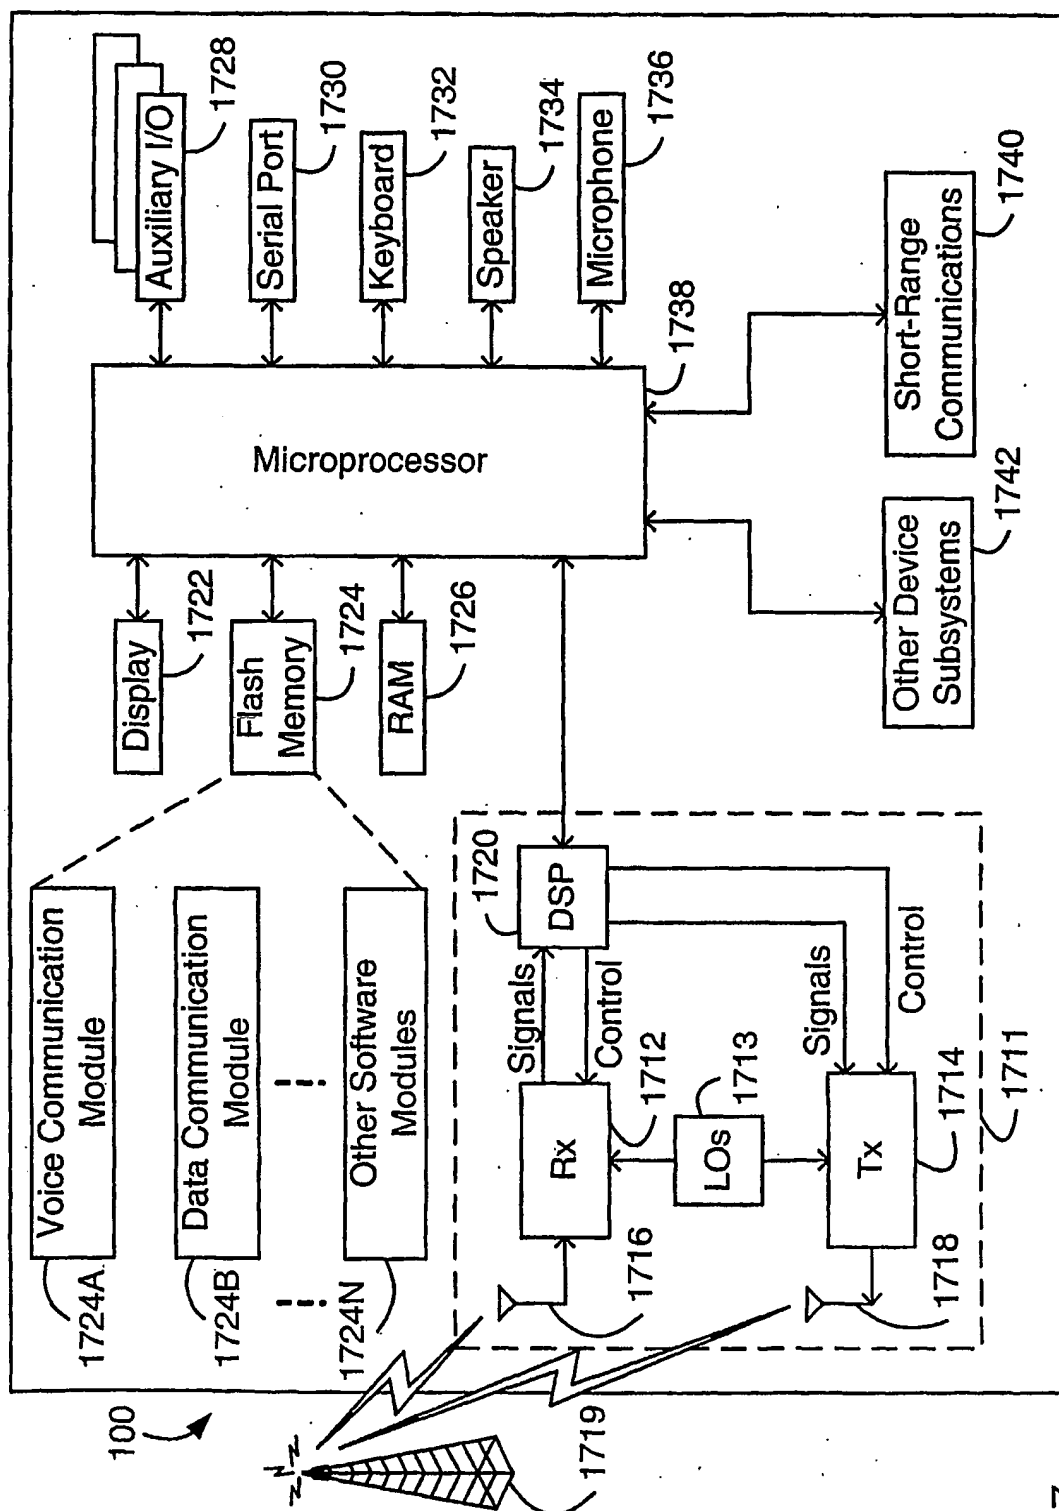 Auxiliary I/O
1728
Serial Port
1730
Keyboard
1732
Speaker
1734
Microphone
1736
Microprocessor
1738
Short-Range
Communications
1740
Other Device
Subsystems
1742
Display
1722
Flash
Memory
1724
RAM
1726
Voice Communication
Module
1724A
Data Communication
Module
1724B
Other Software
Modules
1724N
DSP
1720
Signals
Control
Rx
1712
LOs
1713
Signals
Control
Tx
1714
1711
1716
1718
100
1719